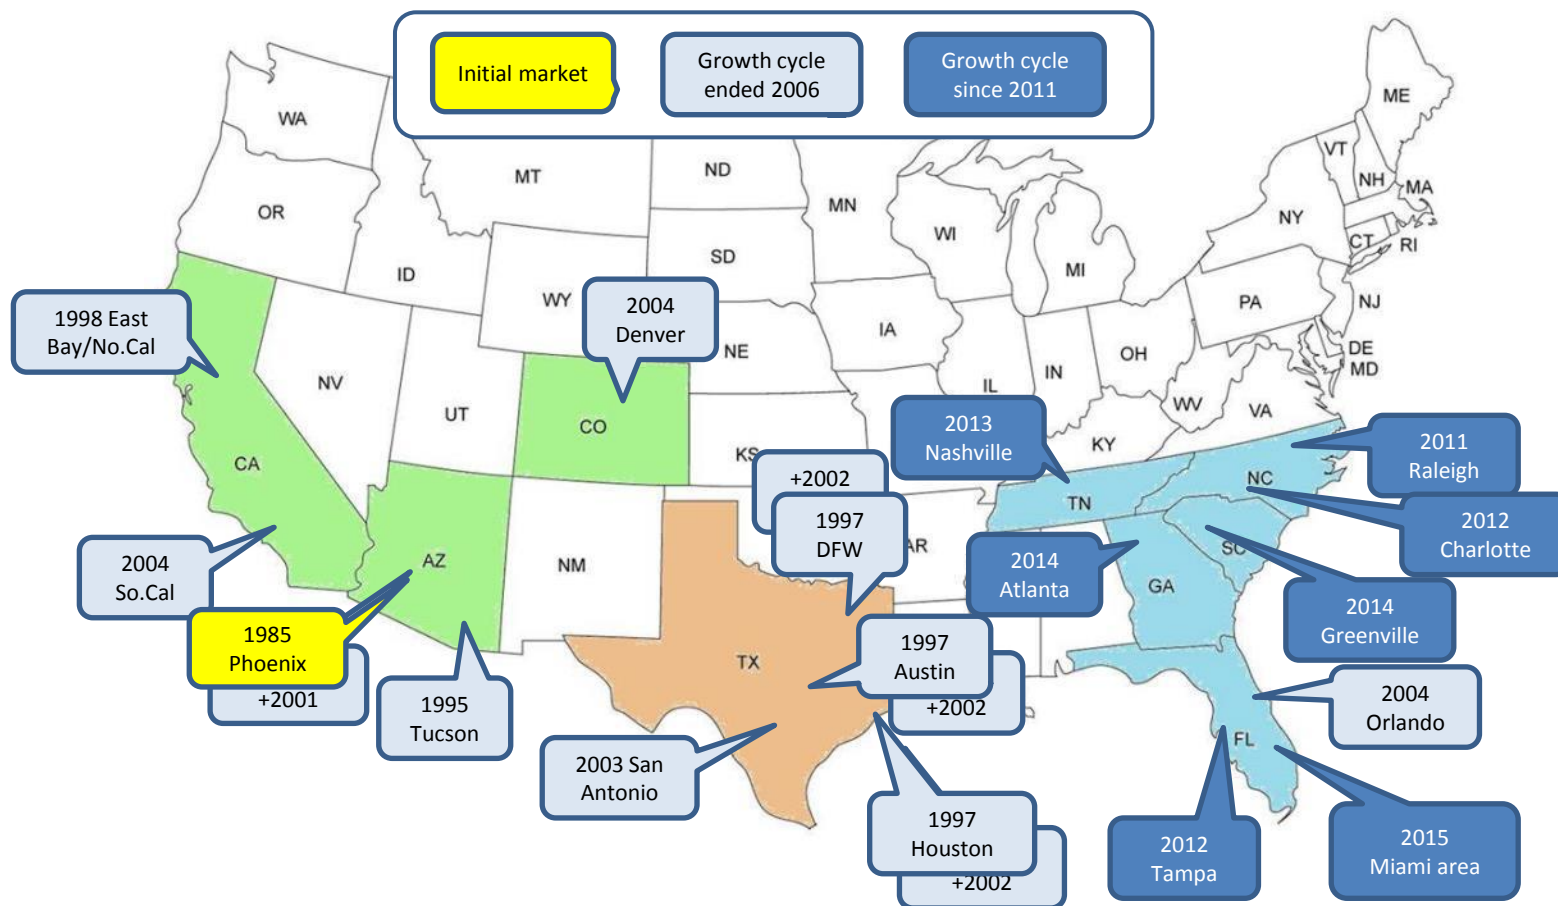 Initial market
Growth cycle
ended 2006
Growth cycle
since 2011
WA
OR
ID
MT
ND
SD
MN
WI
MI
WY
NE
IA
NV
UT
CO
KS
IL
IN
OH
KY
WV
VA
PA
NY
VT
NH
ME
MA
CT
RI
NJ
DE
MD
CA
AZ
NM
TX
AR
TN
NC
SC
GA
FL
1998 East
Bay/No.Cal
2004
Denver
2004
So.Cal
1985
Phoenix
+2001
1995
Tucson
+2002
1997
DFW
1997
Austin
+2002
2003 San
Antonio
1997
Houston
+2002
2013
Nashville
2011
Raleigh
2012
Charlotte
2014
Atlanta
2014
Greenville
2004
Orlando
2012
Tampa
2015
Miami area